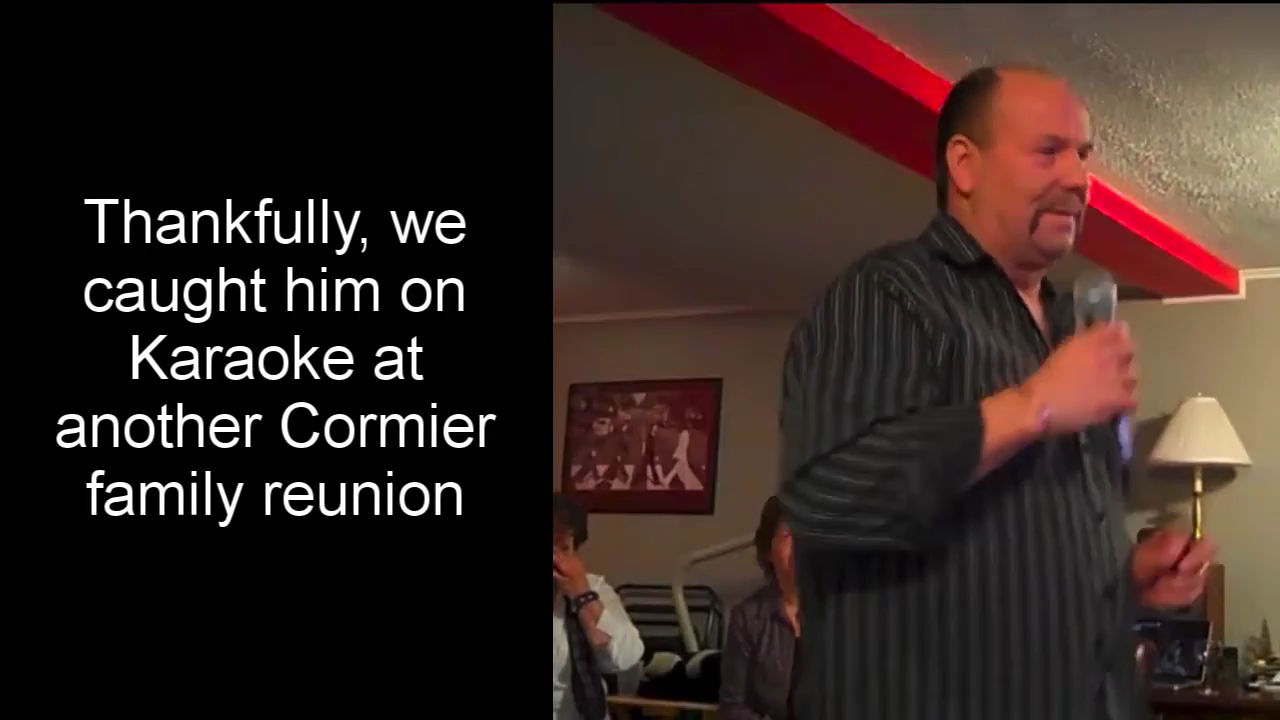 Thankfully, we
caught him on
Karaoke at
another Cormier
family reunion